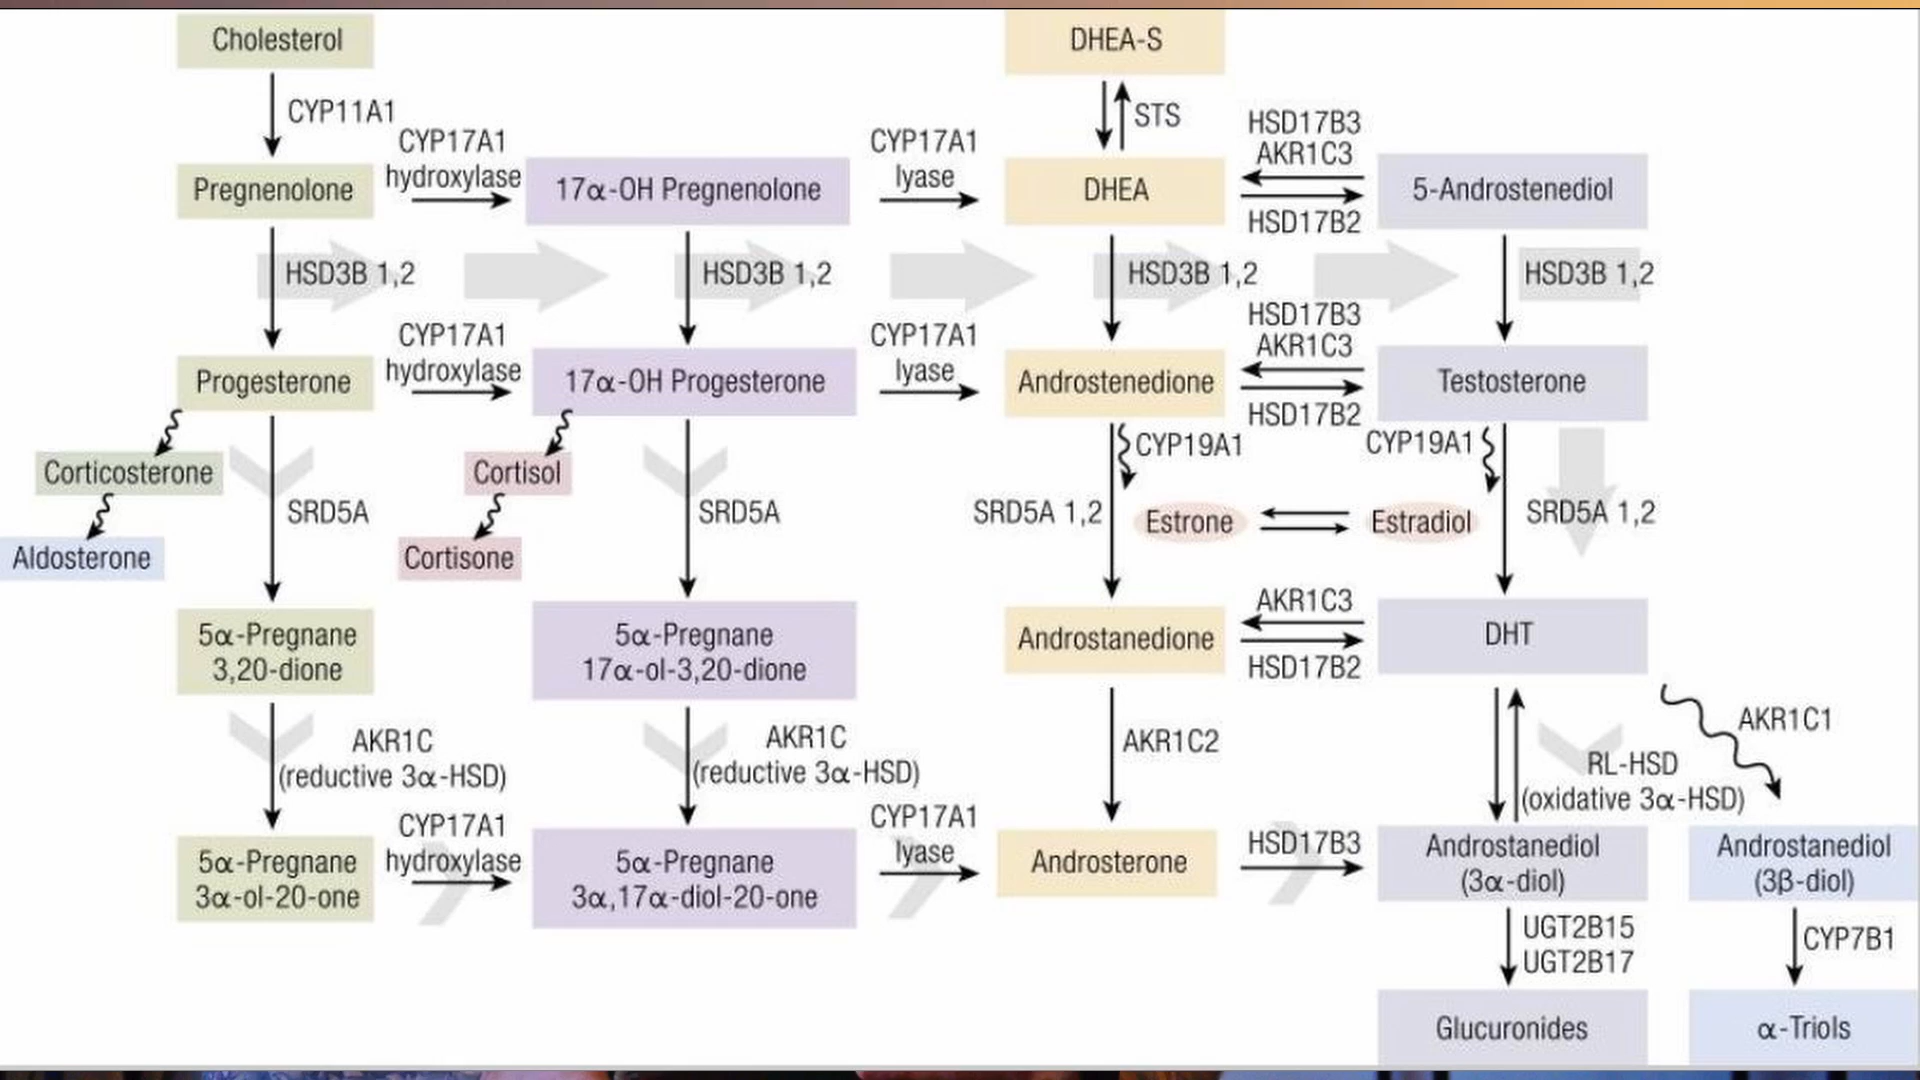 Cholesterol
DHEA-S
CYP11A1
STS
CYP17A1
hydroxylase
CYP17A1
lyase
HSD17B3
AKR1C3
Pregnenolone
17α-OH Pregnenolone
DHEA
5-Androstenediol
HSD17B2
HSD3B 1,2
HSD3B 1,2
HSD3B 1,2
HSD3B 1,2
CYP17A1
hydroxylase
CYP17A1
lyase
HSD17B3
AKR1C3
Progesterone
17α-OH Progesterone
Androstenedione
Testosterone
HSD17B2
CYP19A1
CYP19A1
Corticosterone
Cortisol
SRD5A
SRD5A
SRD5A 1,2
Estrone
Estradiol
SRD5A 1,2
Aldosterone
Cortisone
5α-Pregnane
3,20-dione
5α-Pregnane
17α-ol-3,20-dione
Androstanedione
AKR1C3
HSD17B2
DHT
AKR1C
(reductive 3α-HSD)
AKR1C
(reductive 3α-HSD)
AKR1C2
RL-HSD
(oxidative 3α-HSD)
AKR1C1
CYP17A1
hydroxylase
CYP17A1
lyase
HSD17B3
5α-Pregnane
3α-ol-20-one
5α-Pregnane
3α,17α-diol-20-one
Androsterone
Androstanediol
(3α-diol)
Androstanediol
(3β-diol)
UGT2B15
UGT2B17
CYP7B1
Glucuronides
α-Triols